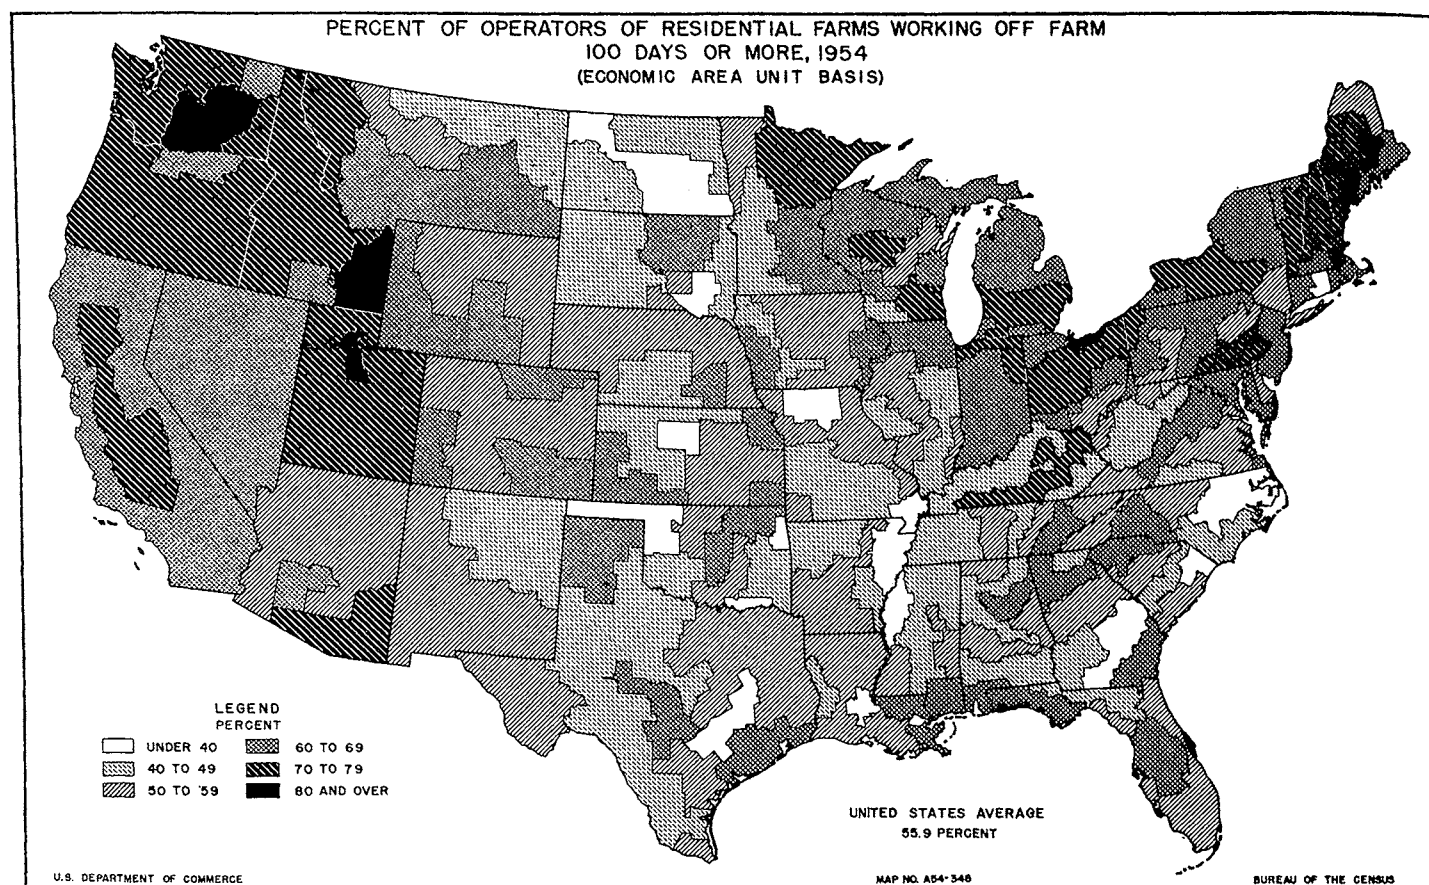 PERCENT OF OPERATORS OF RESIDENTIAL FARMS WORKING OFF FARM
100 DAYS OR MORE, 1954
(ECONOMIC AREA UNIT BASIS)
LEGEND
PERCENT
UNDER 40
60 TO 69
40 TO 49
70 TO 79
50 TO 59
80 AND OVER
UNITED STATES AVERAGE
55.9 PERCENT
U.S. DEPARTMENT OF COMMERCE
MAP NO. A54-348
BUREAU OF THE CENSUS